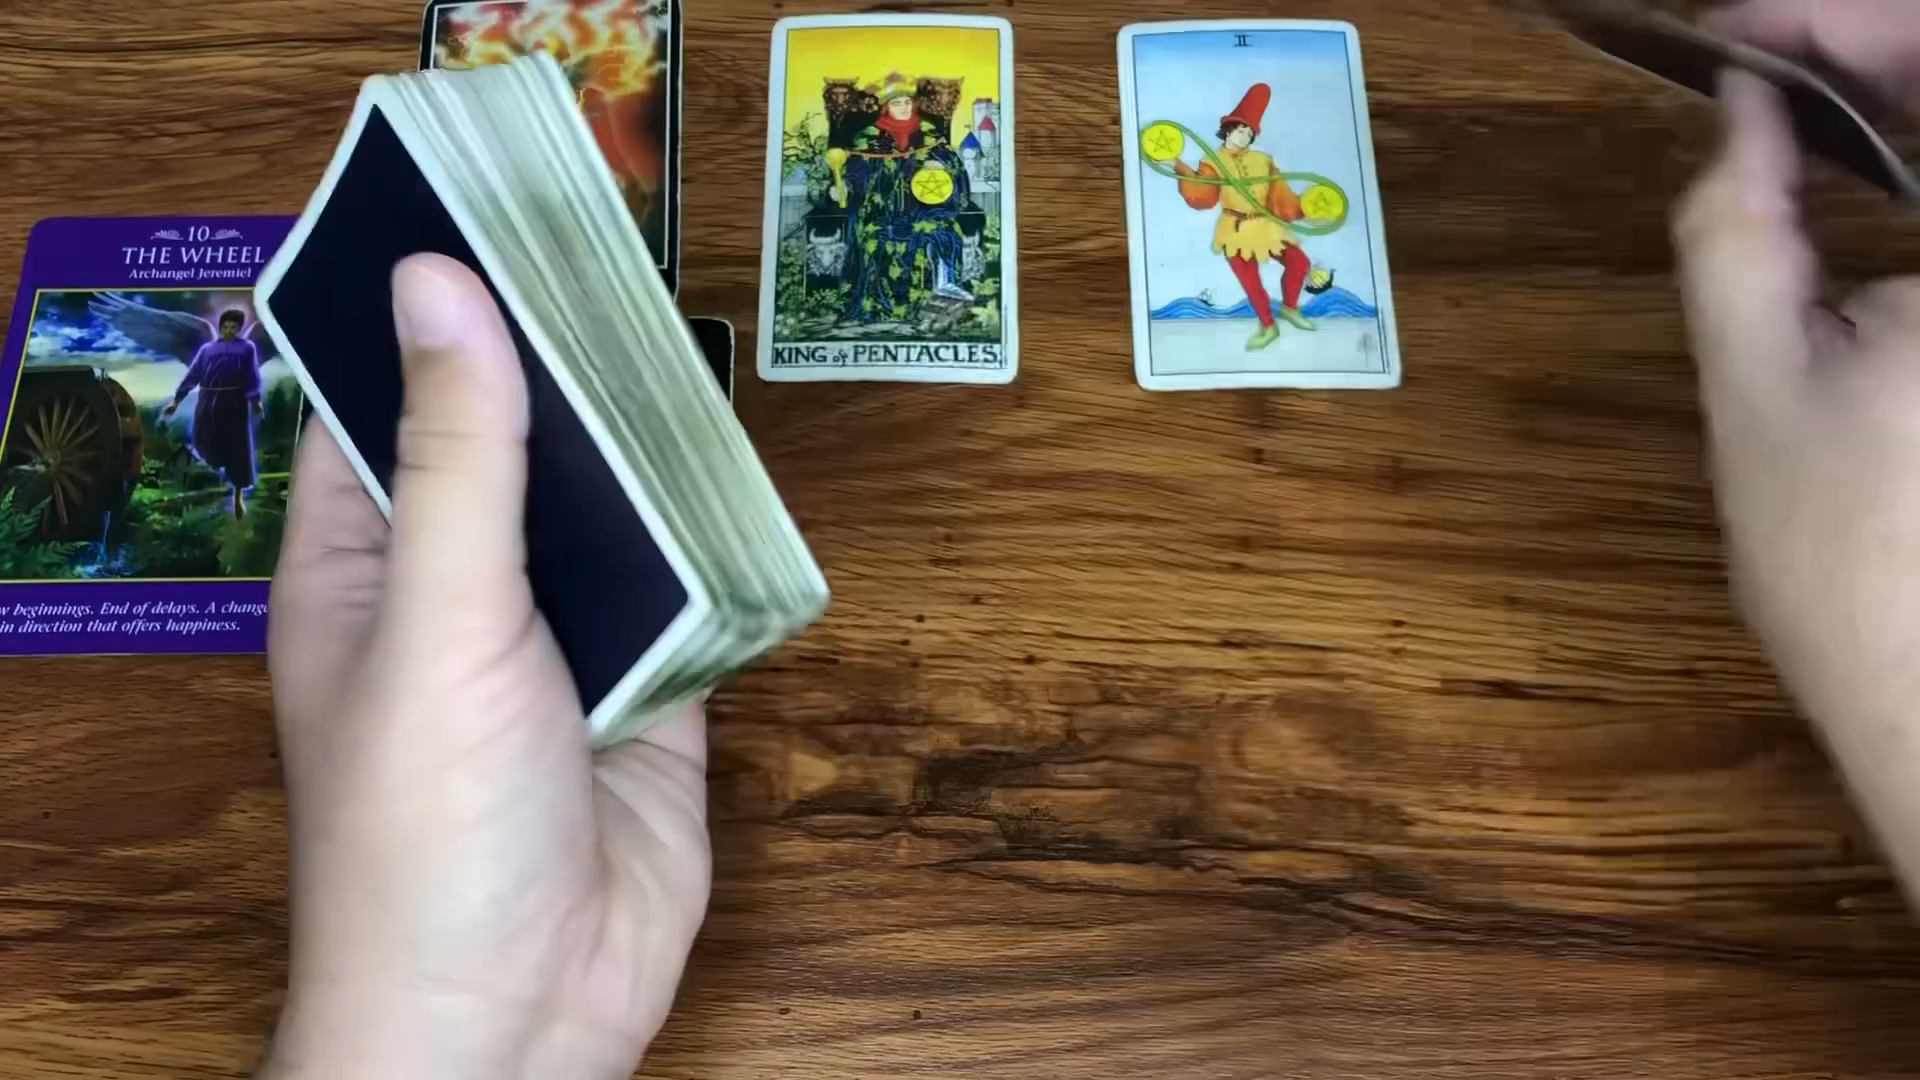 10
THE WHEEL
Archangel Jeremiel
beginnings. End of delays. A change
in direction that offers happiness.
KING of PENTACLES.
II